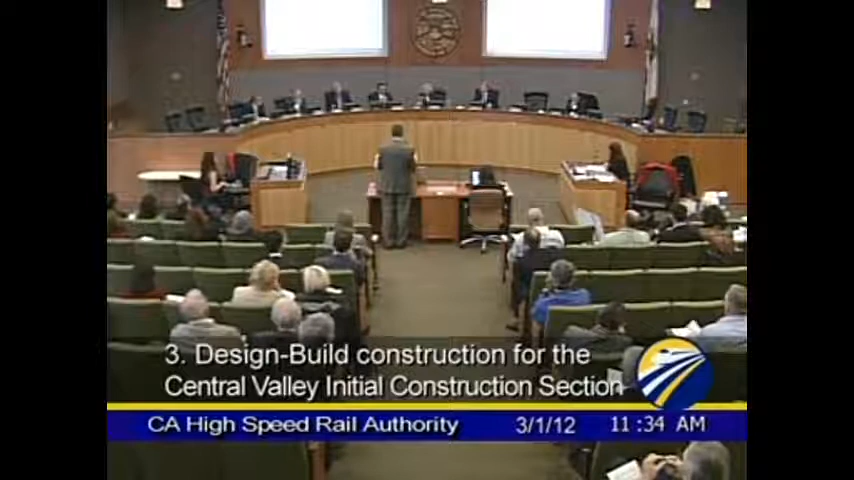 3. Design-Build construction for the
Central Valley Initial Construction Section
CA High Speed Rail Authority 3/1/12 11:34 AM